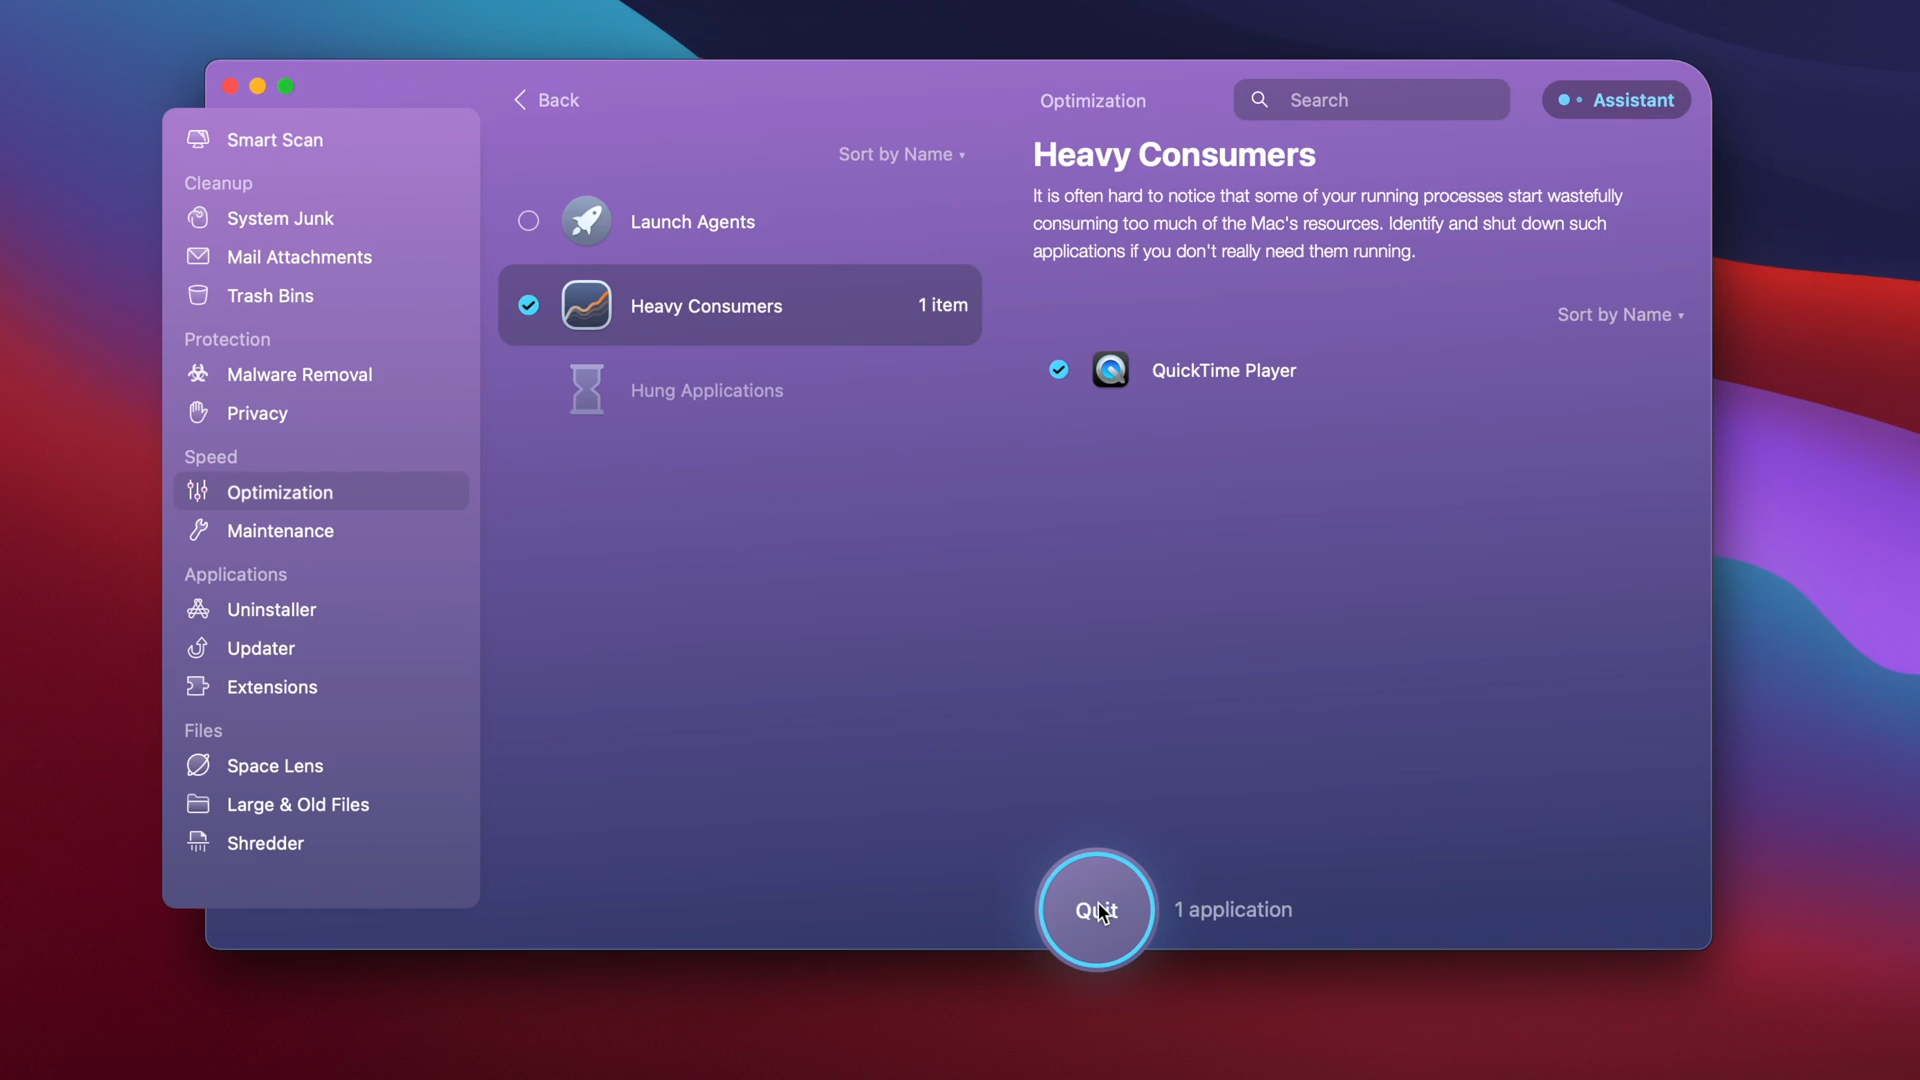 Smart Scan
Cleanup
System Junk
Mail Attachments
Trash Bins
Protection
Malware Removal
Privacy
Speed
Optimization
Maintenance
Applications
Uninstaller
Updater
Extensions
Files
Space Lens
Large & Old Files
Shredder
Back
Sort by Name
Launch Agents
Heavy Consumers 1 item
Hung Applications
Optimization
Search
Assistant
Heavy Consumers
It is often hard to notice that some of your running processes start wastefully
consuming too much of the Mac's resources. Identify and shut down such
applications if you don't really need them running.
Sort by Name
QuickTime Player
Quit
1 application